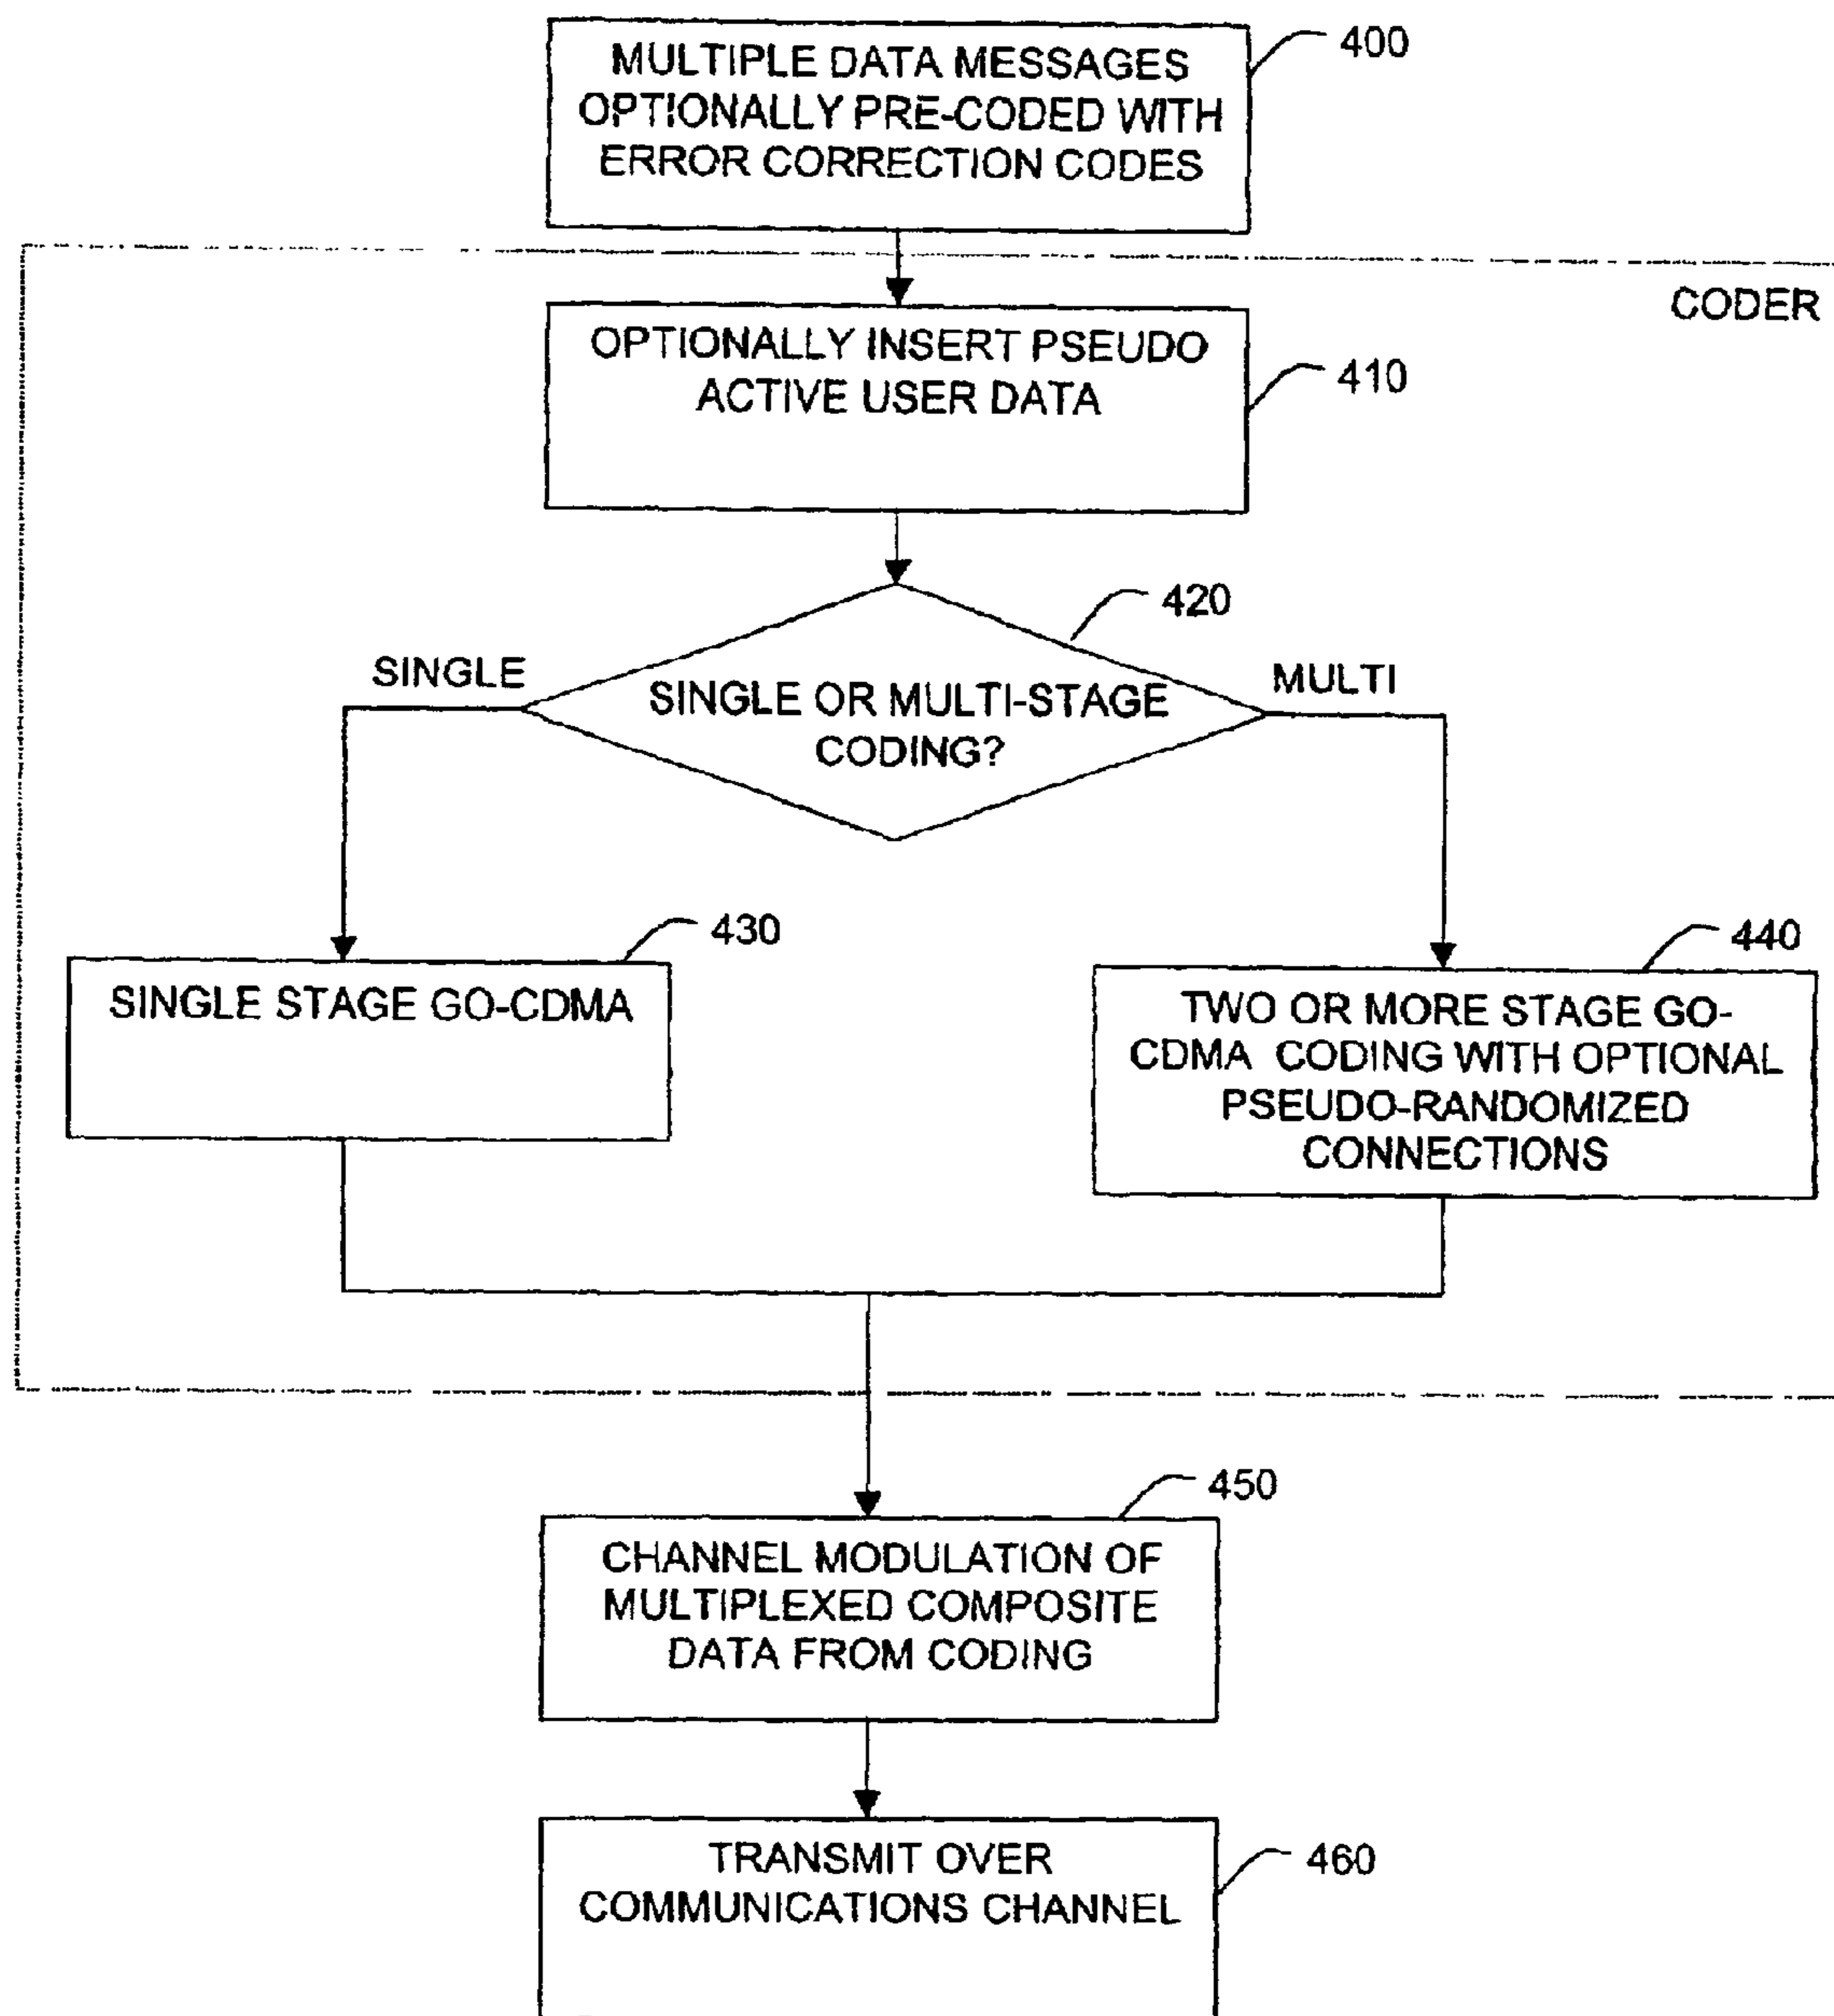 400
MULTIPLE DATA MESSAGES
OPTIONALLY PRE-CODED WITH
ERROR CORRECTION CODES
CODER
OPTIONALLY INSERT PSEUDO
ACTIVE USER DATA
410
420
SINGLE
SINGLE OR MULTI-STAGE
CODING?
MULTI
430
SINGLE STAGE GO-CDMA
440
TWO OR MORE STAGE GO-
CDMA CODING WITH OPTIONAL
PSEUDO-RANDOMIZED
CONNECTIONS
450
CHANNEL MODULATION OF
MULTIPLEXED COMPOSITE
DATA FROM CODING
TRANSMIT OVER
COMMUNICATIONS CHANNEL
460